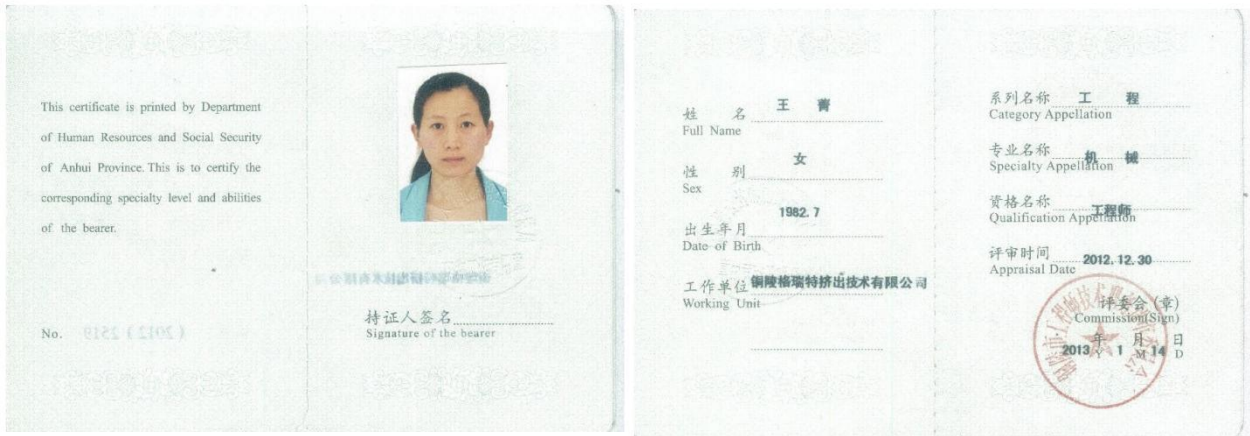 This certificate is printed by Department
of Human Resources and Social Security
of Anhui Province. This is to certify the
corresponding specialty level and abilities
of the bearer.
No. (2012) 2519
持证人签名
Signature of the bearer
姓 名 王 菁
Full Name
性 别 女
Sex
出生年月 1982.7
Date of Birth
工作单位 铜陵格瑞特挤出技术有限公司
Working Unit
系列名称 工 程
Category Appellation
专业名称 机 械
Specialty Appellation
资格名称 工程师
Qualification Appellation
评审时间 2012.12.30
Appraisal Date
评委会(章)
Commission(Sign)
年 月 日
2013 Y 1 M 14 D